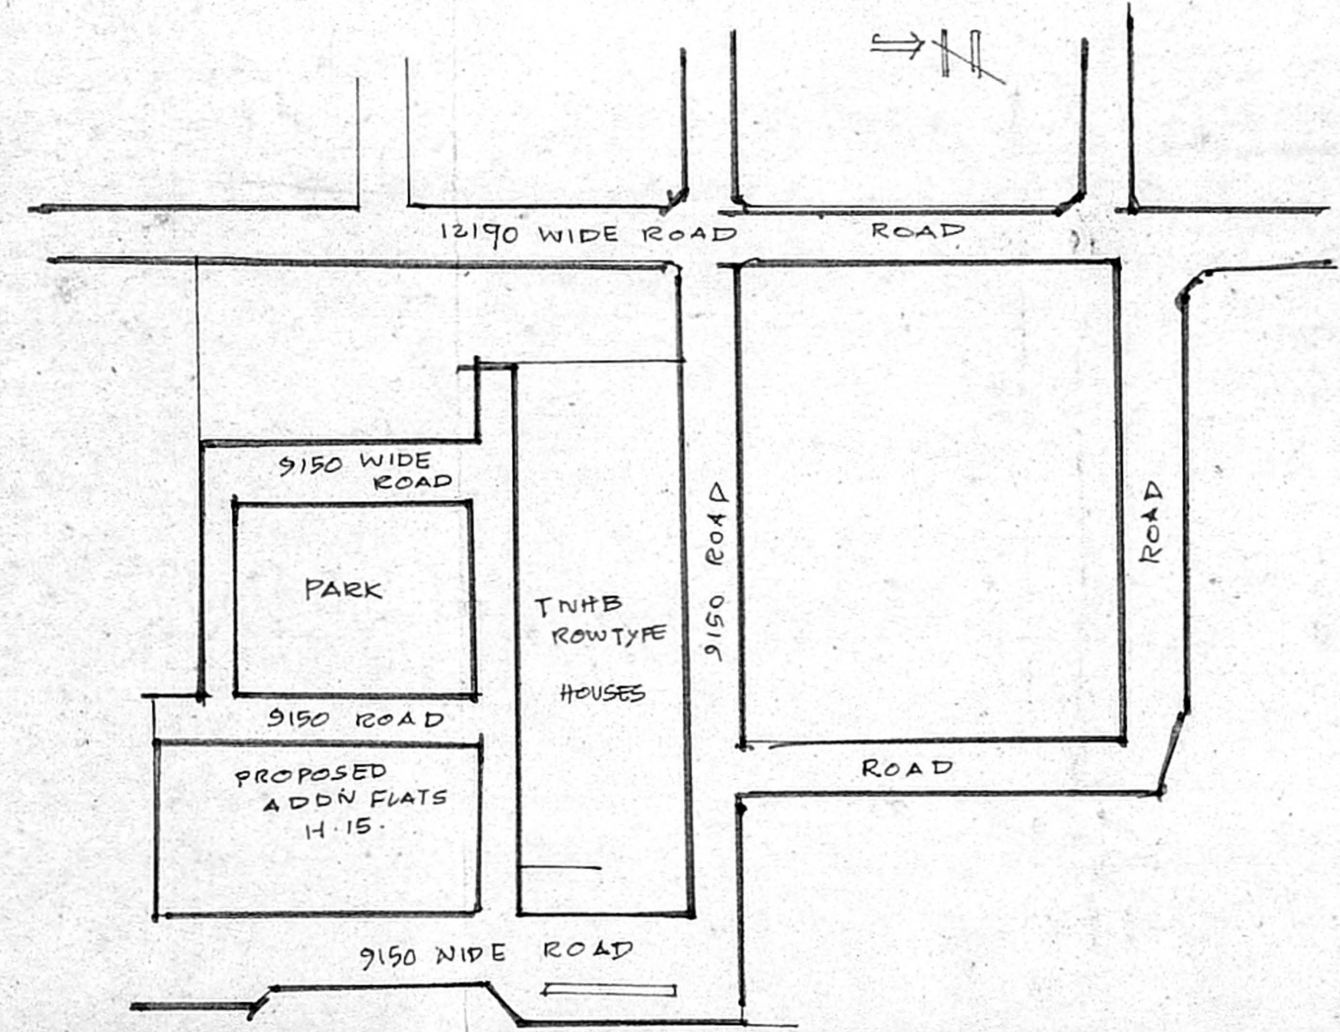 12190 WIDE ROAD
ROAD
9150 WIDE
ROAD
PARK
9150 ROAD
PROPOSED
ADDN FLATS
H.15.
TNHB
ROWTYPE
HOUSES
9150 ROAD
ROAD
ROAD
9150 WIDE ROAD